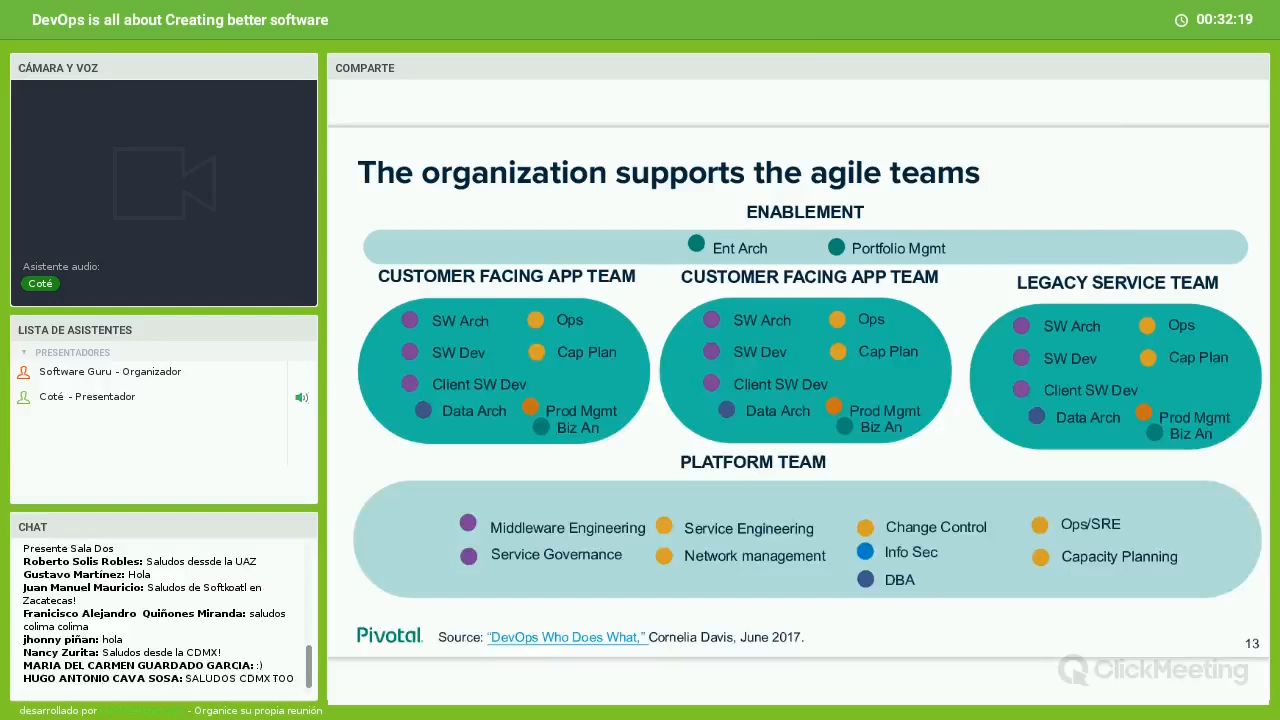 DevOps is all about Creating better software
00:32:19
CÁMARA Y VOZ
Asistente audio:
Coté
LISTA DE ASISTENTES
PRESENTADORES
Software Guru - Organizador
Coté - Presentador
CHAT
Presente Sala Dos
Roberto Solis Robles: Saludos dessde la UAZ
Gustavo Martínez: Hola
Juan Manuel Mauricio: Saludos de Softkoatl en
Zacatecas!
Francicisco Alejandro Quiñones Miranda: saludos
colima colima
jhonny piñan: hola
Nancy Zurita: Saludos desde la CDMX!
MARIA DEL CARMEN GUARDADO GARCIA: :)
HUGO ANTONIO CAVA SOSA: SALUDOS CDMX TOO
desarrollado por
- Organice su propia reunión
COMPARTE
The organization supports the agile teams
ENABLEMENT
Ent Arch
Portfolio Mgmt
CUSTOMER FACING APP TEAM
SW Arch
Ops
SW Dev
Cap Plan
Client SW Dev
Data Arch
Prod Mgmt
Biz An
CUSTOMER FACING APP TEAM
SW Arch
Ops
SW Dev
Cap Plan
Client SW Dev
Data Arch
Prod Mgmt
Biz An
LEGACY SERVICE TEAM
SW Arch
Ops
SW Dev
Cap Plan
Client SW Dev
Data Arch
Prod Mgmt
Biz An
PLATFORM TEAM
Middleware Engineering
Service Engineering
Change Control
Ops/SRE
Service Governance
Network management
Info Sec
Capacity Planning
DBA
Pivotal.
Source: “DevOps Who Does What,” Cornelia Davis, June 2017.
13
ClickMeeting